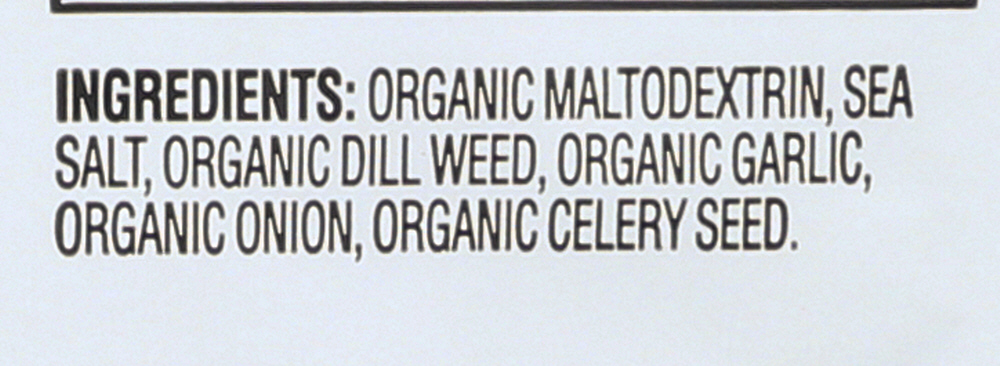 INGREDIENTS: ORGANIC MALTODEXTRIN, SEA
SALT, ORGANIC DILL WEED, ORGANIC GARLIC,
ORGANIC ONION, ORGANIC CELERY SEED.